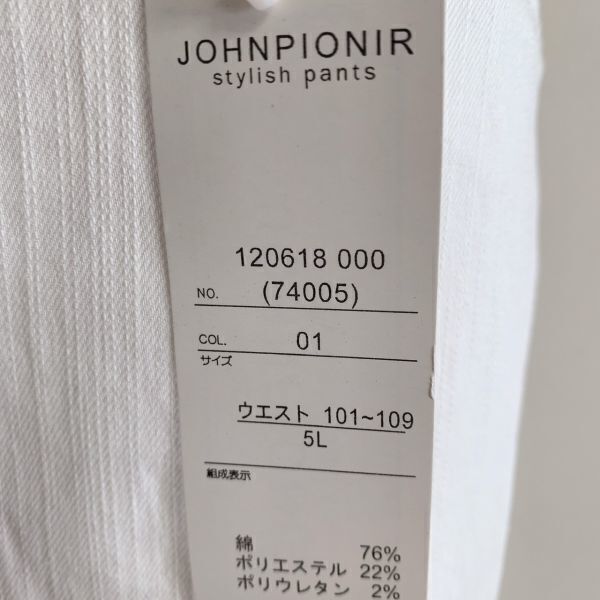 JOHNPIONIR
stylish pants
120618 000
NO. (74005)
COL. 01
サイズ
ウエスト 101~109
5L
組成表示
綿 76%
ポリエステル 22%
ポリウレタン 2%